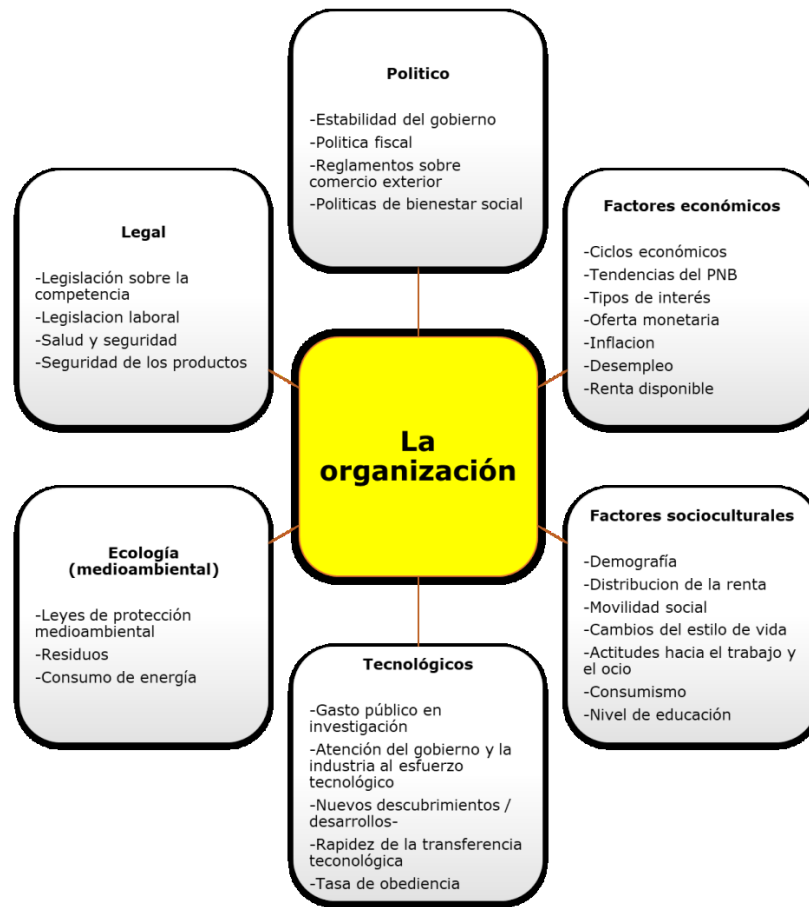 Politico
-Estabilidad del gobierno
-Politica fiscal
-Reglamentos sobre
comercio exterior
-Politicas de bienestar social
Legal
-Legislación sobre la
competencia
-Legislacion laboral
-Salud y seguridad
-Seguridad de los productos
Factores económicos
-Ciclos económicos
-Tendencias del PNB
-Tipos de interés
-Oferta monetaria
-Inflacion
-Desempleo
-Renta disponible
La
organización
Ecología
(medioambiental)
-Leyes de protección
medioambiental
-Residuos
-Consumo de energía
Factores socioculturales
-Demografía
-Distribucion de la renta
-Movilidad social
-Cambios del estilo de vida
-Actitudes hacia el trabajo y
el ocio
-Consumismo
-Nivel de educación
Tecnológicos
-Gasto público en
investigación
-Atención del gobierno y la
industria al esfuerzo
tecnológico
-Nuevos descubrimientos /
desarrollos-
-Rapidez de la transferencia
teconológica
-Tasa de obediencia